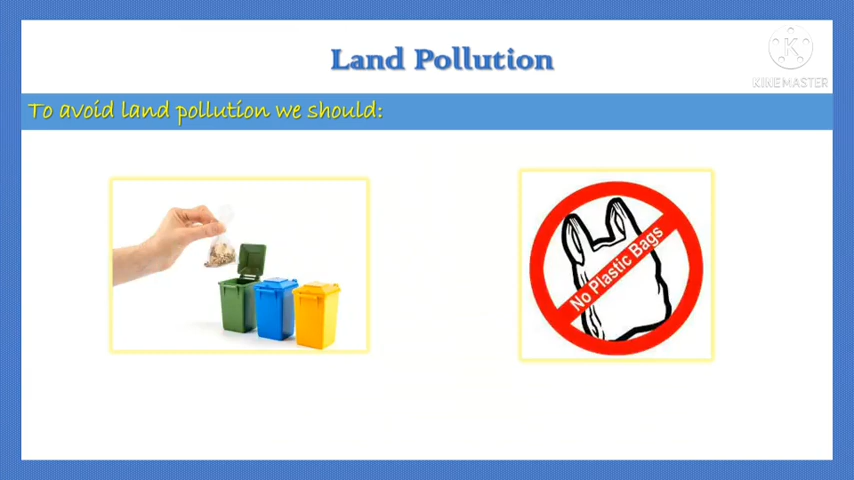 Land Pollution
KINEMASTER
To avoid land pollution we should:
No Plastic Bags